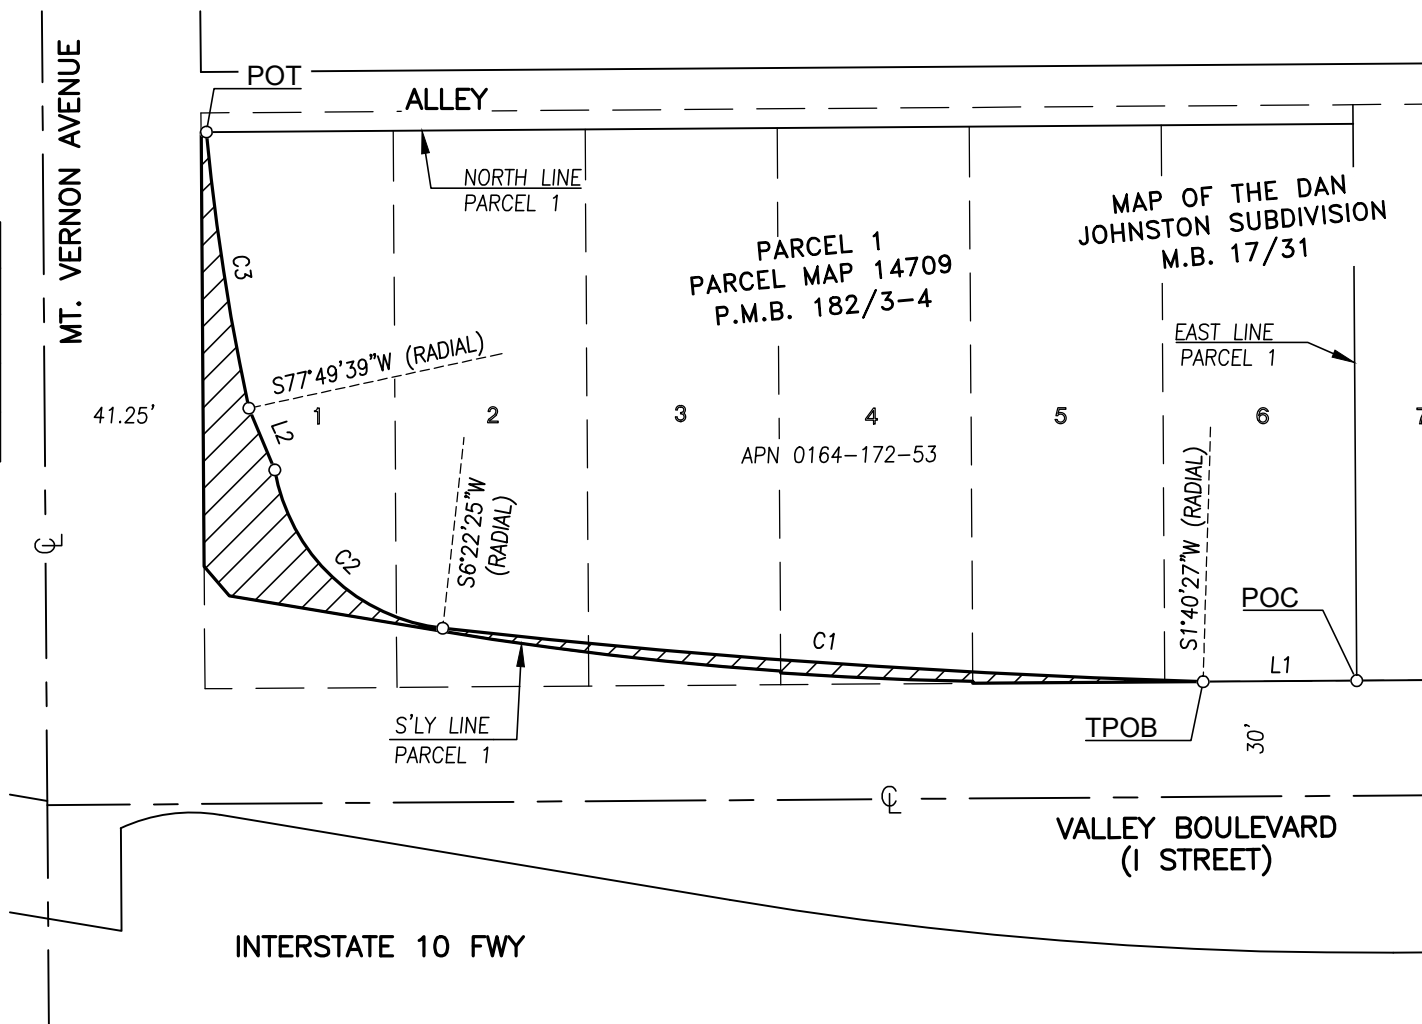 POT
ALLEY
MT. VERNON AVENUE
NORTH LINE
PARCEL 1
PARCEL 1
PARCEL MAP 14709
P.M.B. 182/3-4
MAP OF THE DAN
JOHNSTON SUBDIVISION
M.B. 17/31
C3
EAST LINE
PARCEL 1
S77°49'39"W (RADIAL)
41.25'
1
2
3
4
5
6
7
L2
APN 0164-172-53
S6°22'25"W
(RADIAL)
S1°40'27"W (RADIAL)
C2
POC
C1
L1
S'LY LINE
PARCEL 1
TPOB
30'
VALLEY BOULEVARD
(I STREET)
INTERSTATE 10 FWY